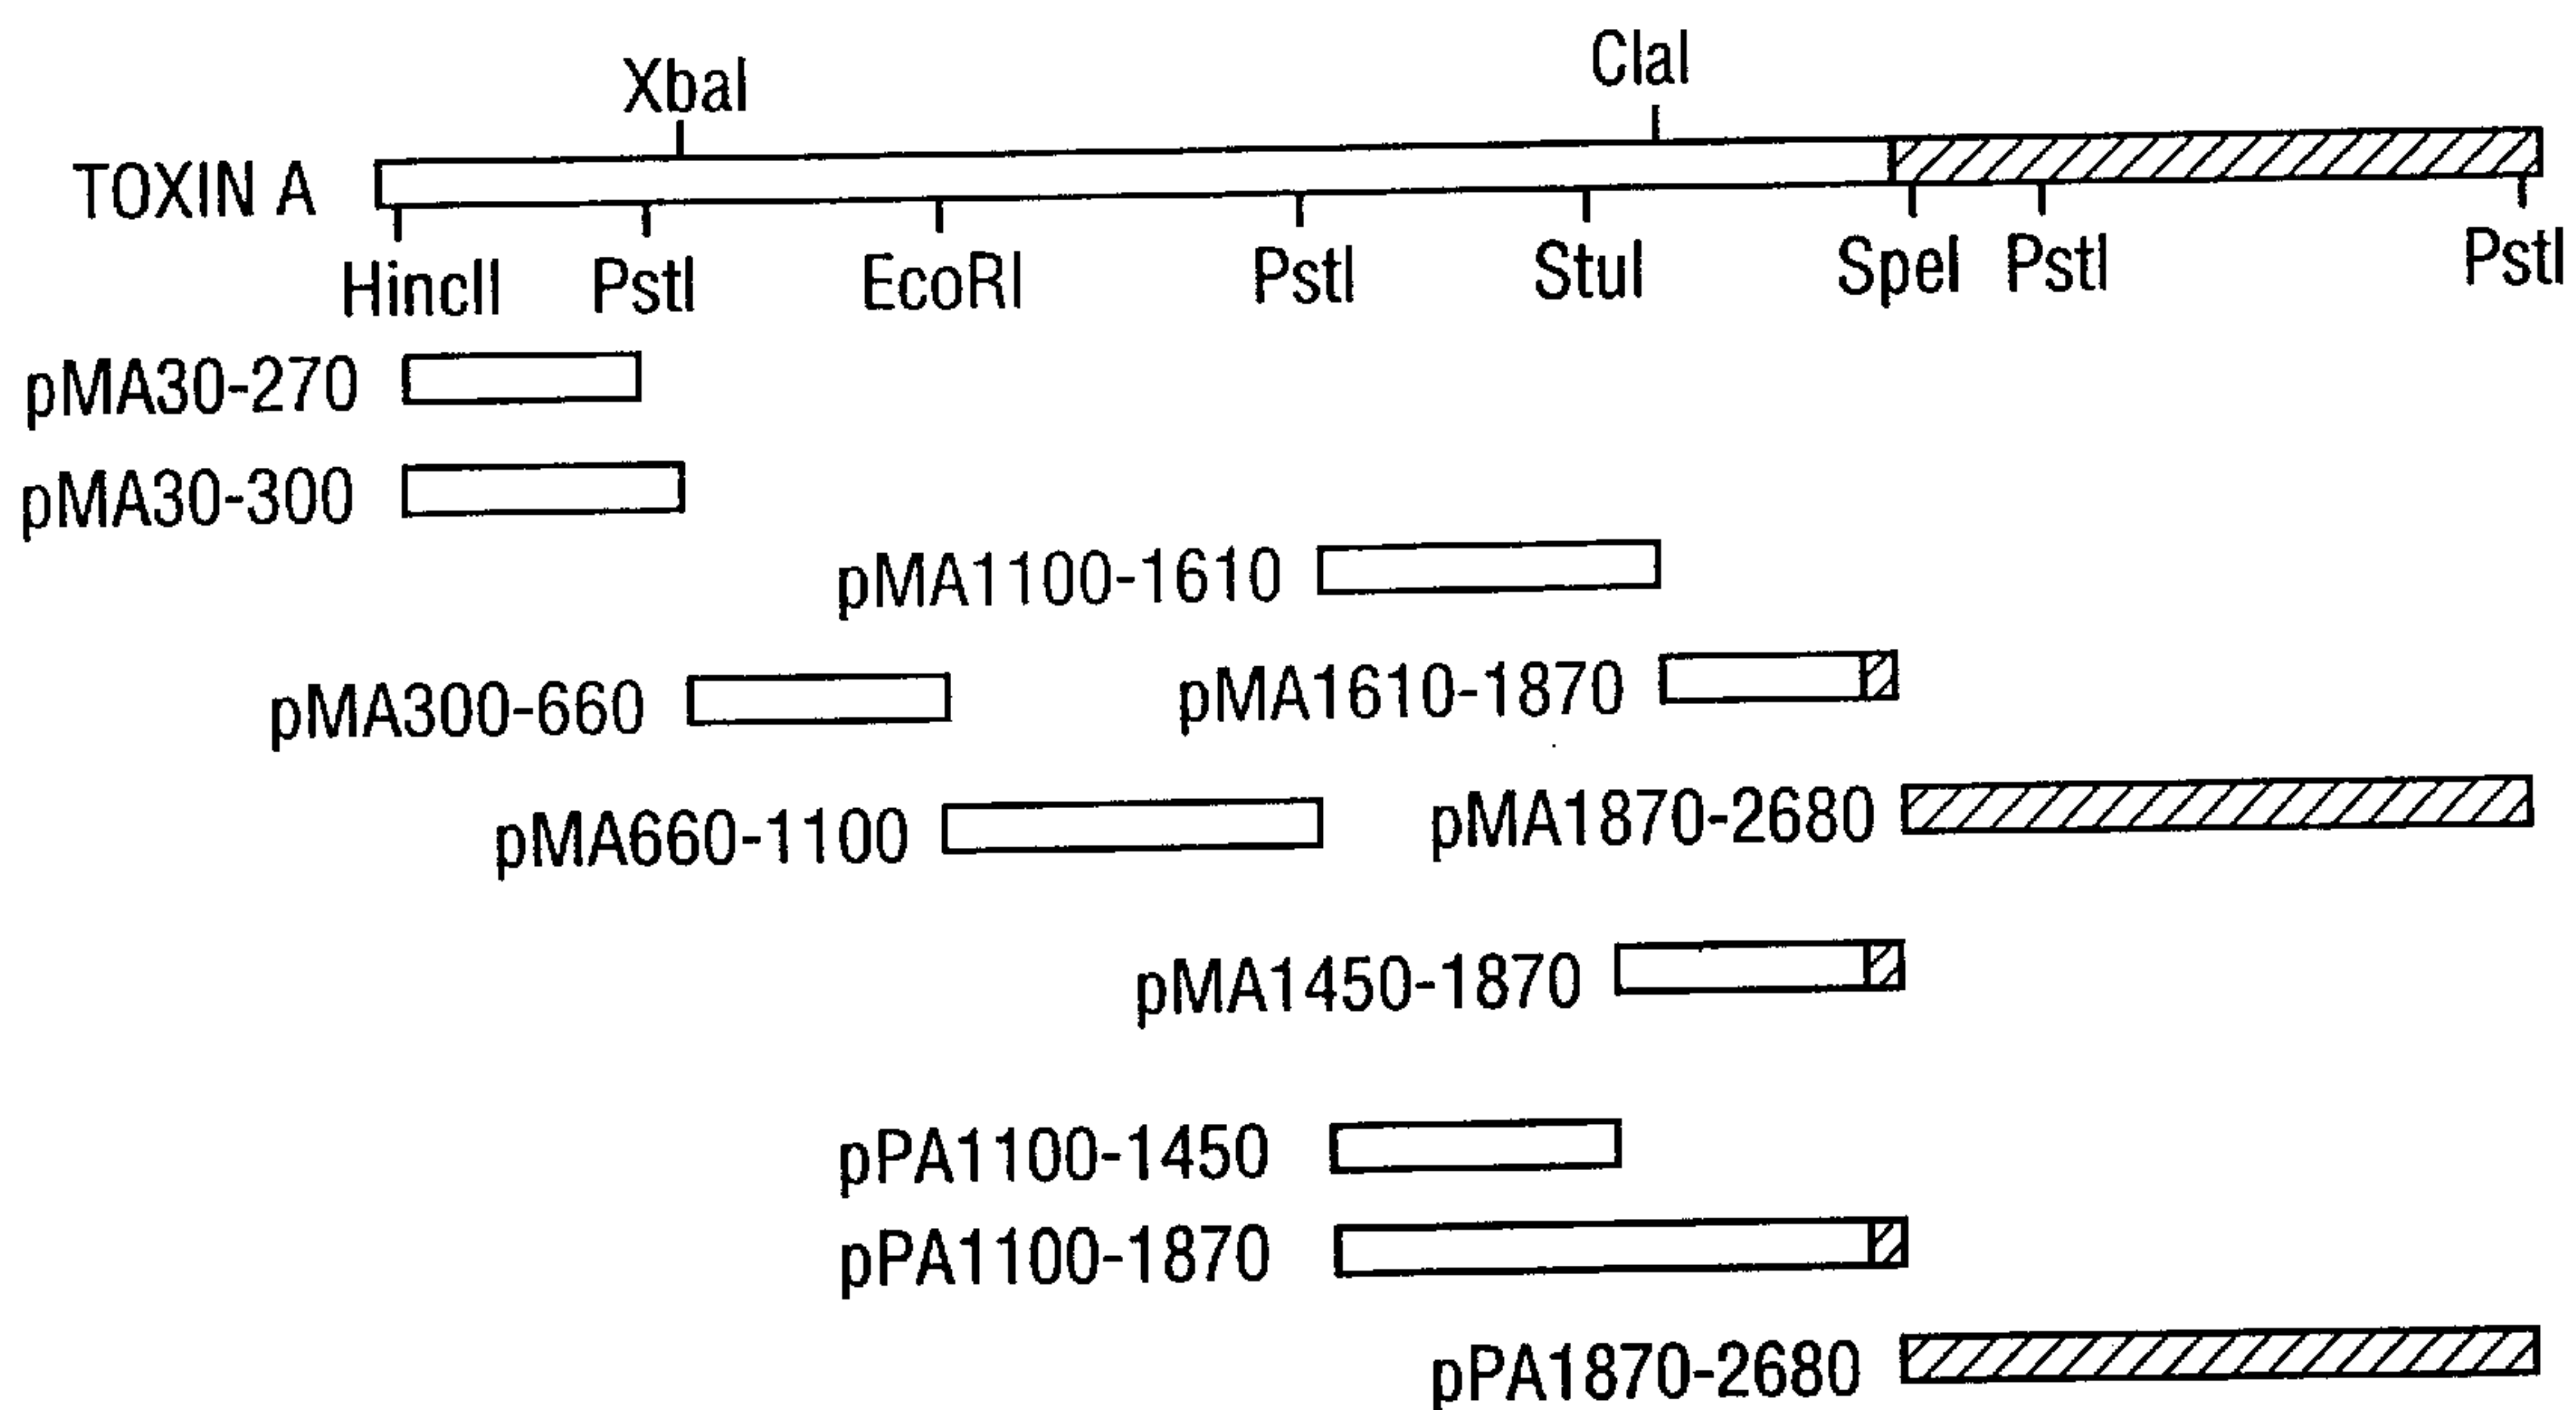 XbaI ClaI
TOXIN A
HincII PstI EcoRI PstI StuI SpeI PstI PstI
pMA30-270
pMA30-300
pMA1100-1610
pMA300-660 pMA1610-1870
pMA660-1100 pMA1870-2680
pMA1450-1870
pPA1100-1450
pPA1100-1870
pPA1870-2680